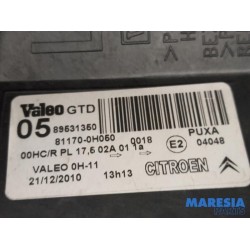 Valeo GTD
05 89531350
81170-0H050 0018 PUXA
00HC/R PL 17,5 02A 01 1a E2 04048
VALEO 0H-11 CITROEN
21/12/2010 13h13
MARESIA